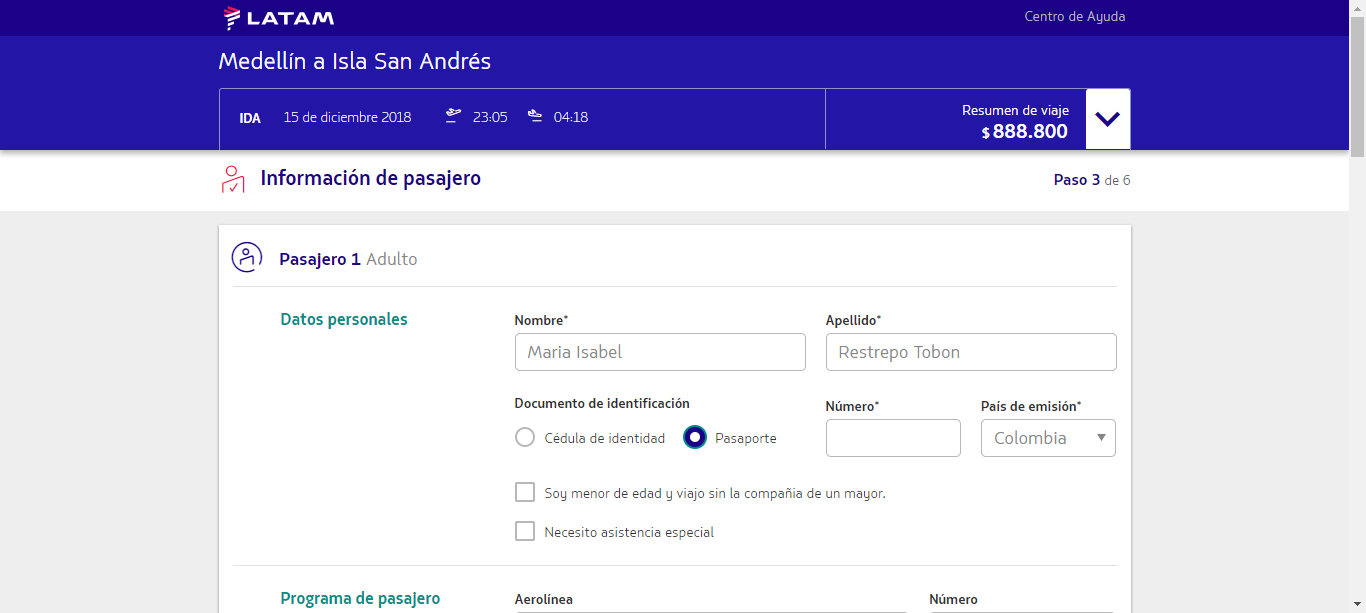 LATAM
Centro de Ayuda
Medellín a Isla San Andrés
IDA 15 de diciembre 2018 23:05 04:18
Resumen de viaje
$ 888.800
Información de pasajero
Paso 3 de 6
Pasajero 1 Adulto
Datos personales
Nombre* Apellido*
Maria Isabel Restrepo Tobon
Documento de identificación Número* País de emisión*
Cédula de identidad Pasaporte Colombia
Soy menor de edad y viajo sin la compañia de un mayor.
Necesito asistencia especial
Programa de pasajero Aerolínea Número